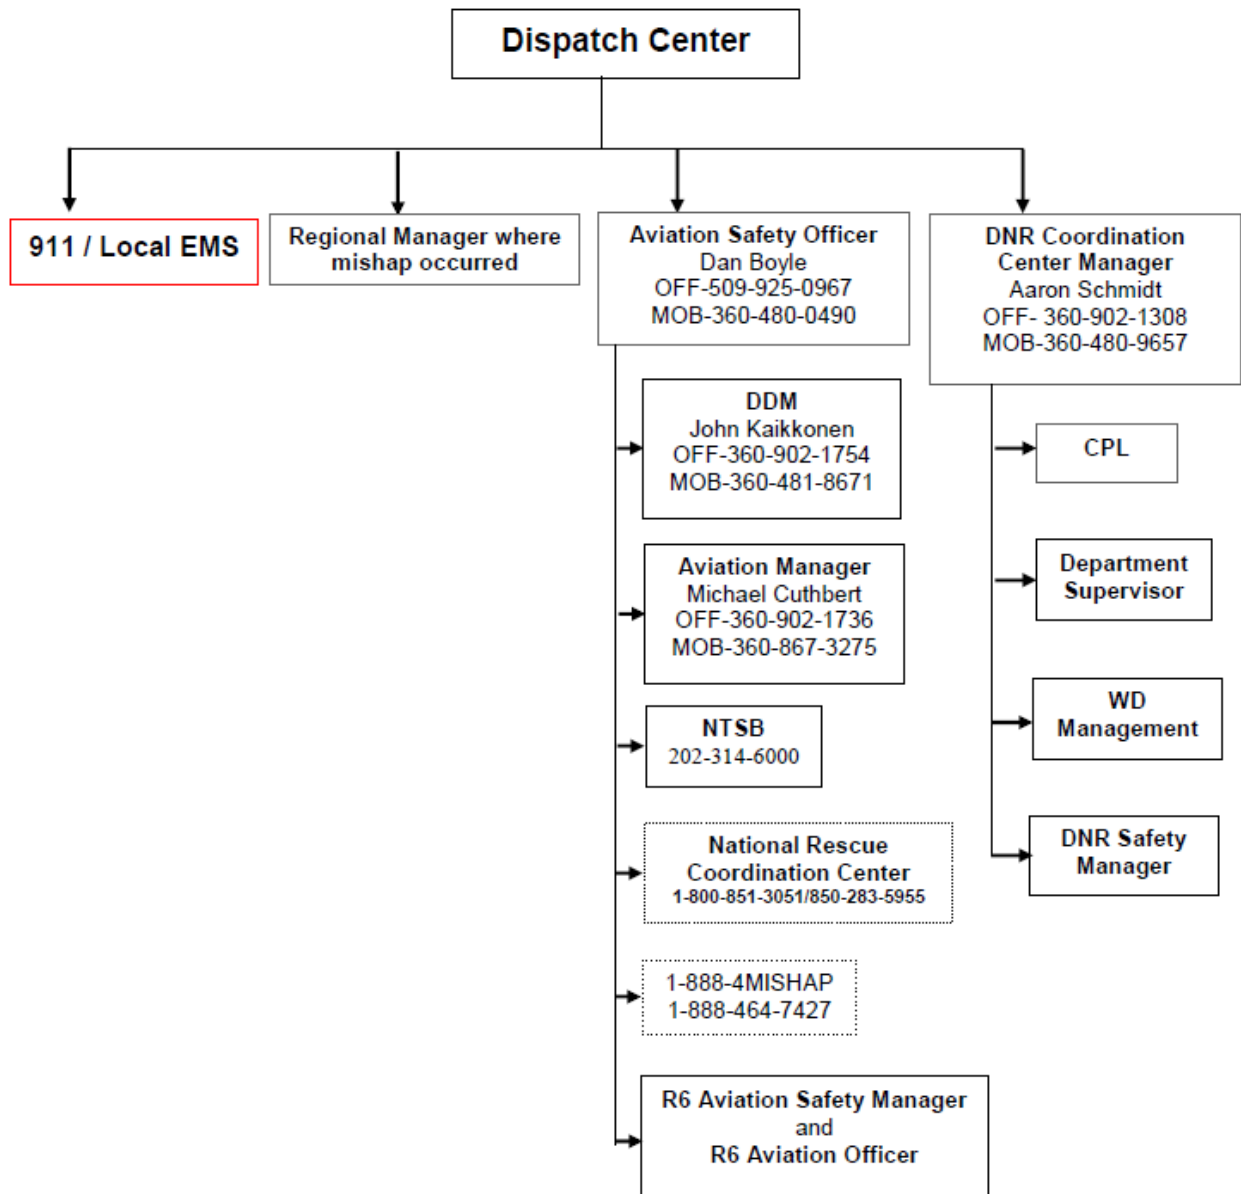 Dispatch Center
911 / Local EMS
Regional Manager where
mishap occurred
Aviation Safety Officer
Dan Boyle
OFF-509-925-0967
MOB-360-480-0490
DNR Coordination
Center Manager
Aaron Schmidt
OFF- 360-902-1308
MOB-360-480-9657
DDM
John Kaikkonen
OFF-360-902-1754
MOB-360-481-8671
Aviation Manager
Michael Cuthbert
OFF-360-902-1736
MOB-360-867-3275
NTSB
202-314-6000
National Rescue
Coordination Center
1-800-851-3051/850-283-5955
1-888-4MISHAP
1-888-464-7427
R6 Aviation Safety Manager
and
R6 Aviation Officer
CPL
Department
Supervisor
WD
Management
DNR Safety
Manager